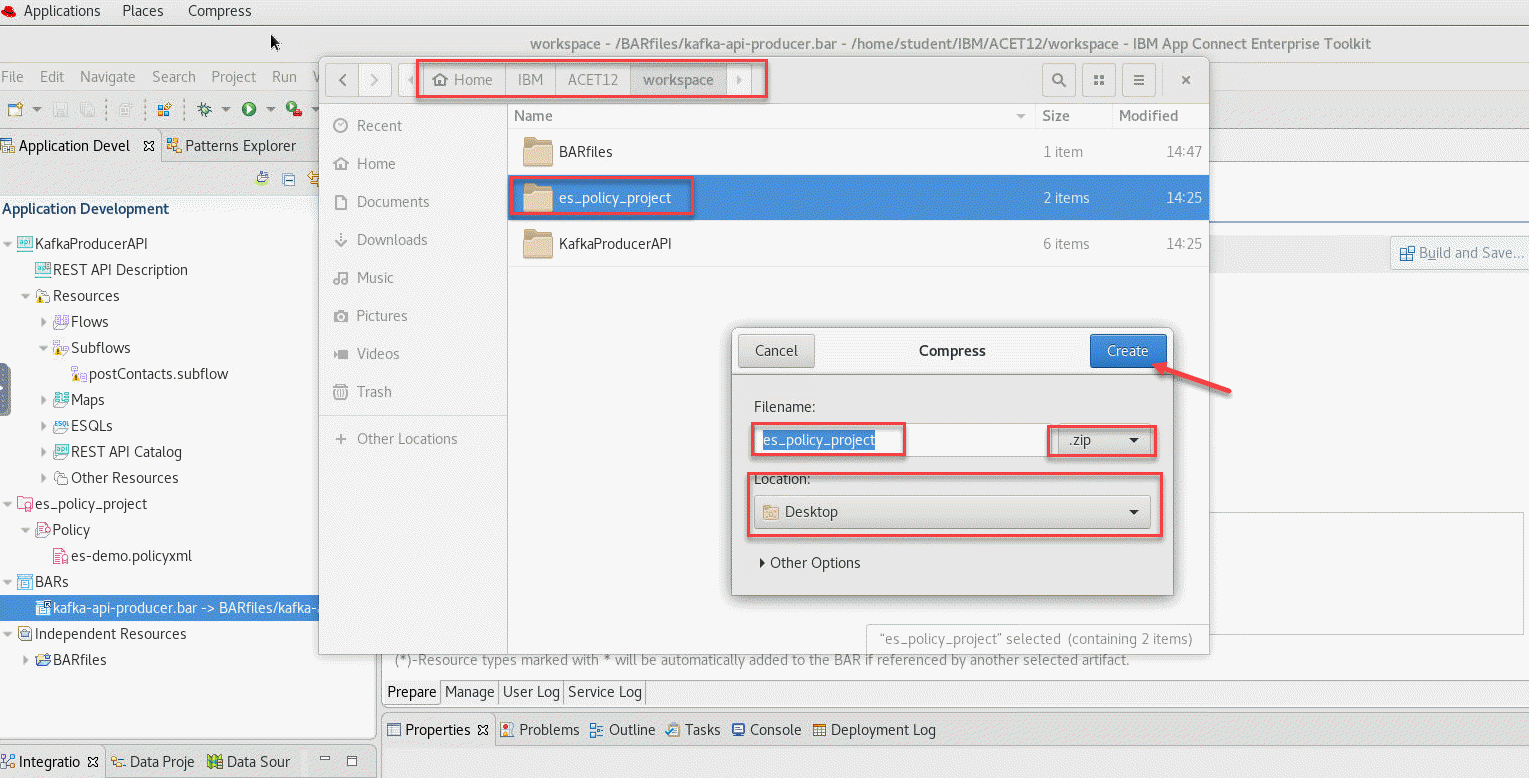 Applications Places Compress
workspace - /BARfiles/kafka-api-producer.bar - /home/student/IBM/ACET12/workspace - IBM App Connect Enterprise Toolkit
File Edit Navigate Search Project Run
Home IBM ACET12 workspace
Application Devel Patterns Explorer
Application Development
KafkaProducerAPI
REST API Description
Resources
Flows
Subflows
postContacts.subflow
Maps
ESQLs
REST API Catalog
Other Resources
es_policy_project
Policy
es-demo.policyxml
BARs
kafka-api-producer.bar -> BARfiles/kafka-
Independent Resources
BARfiles
Recent
Home
Documents
Downloads
Music
Pictures
Videos
Trash
Other Locations
Name Size Modified
BARfiles 1 item 14:47
es_policy_project 2 items 14:25
KafkaProducerAPI 6 items 14:25
Build and Save...
Cancel Compress Create
Filename:
es_policy_project .zip
Location:
Desktop
Other Options
"es_policy_project" selected (containing 2 items)
(*)-Resource types marked with * will be automatically added to the BAR if referenced by another selected artifact.
Prepare Manage User Log Service Log
Properties Problems Outline Tasks Console Deployment Log
Integratio Data Proje Data Sour